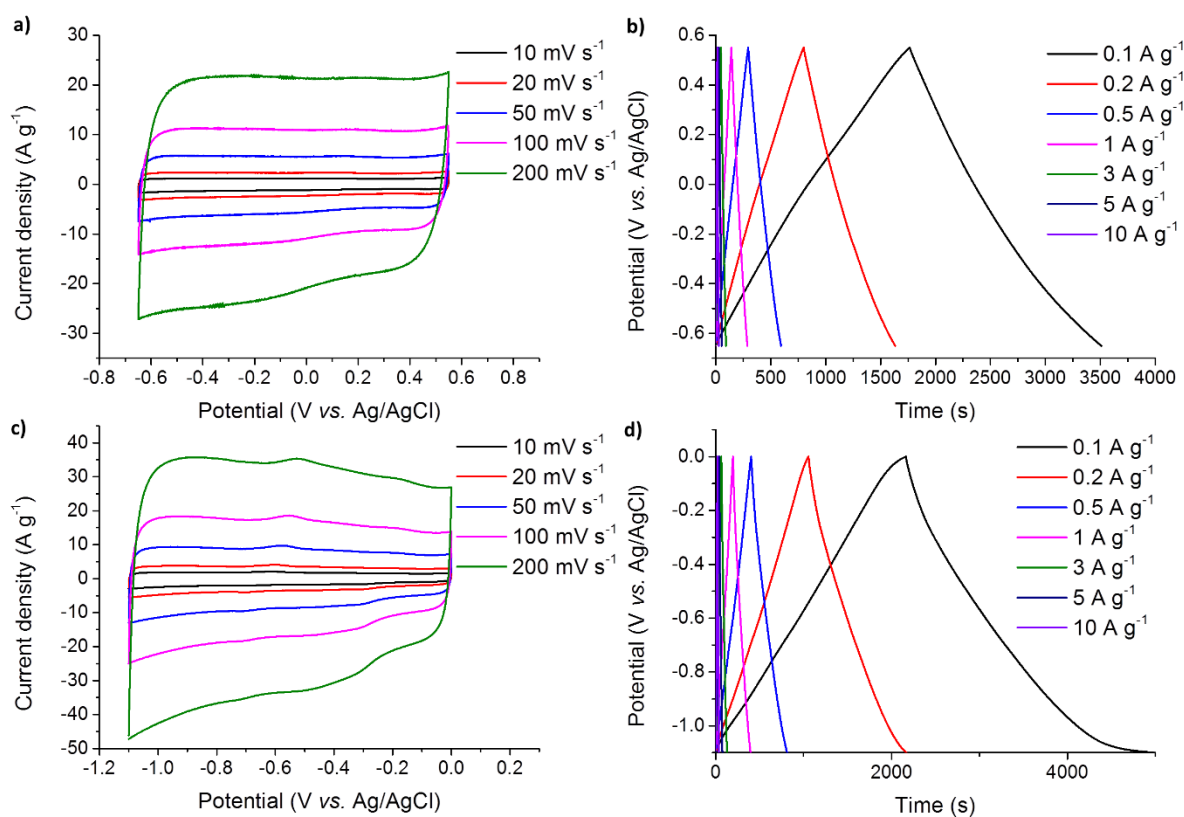 a)
30
20
10
0
-10
-20
-30
Current density (A g⁻¹)
-0.8 -0.6 -0.4 -0.2 0.0 0.2 0.4 0.6 0.8
Potential (V vs. Ag/AgCl)
10 mV s⁻¹
20 mV s⁻¹
50 mV s⁻¹
100 mV s⁻¹
200 mV s⁻¹
b)
0.6
0.4
0.2
0.0
-0.2
-0.4
-0.6
Potential (V vs. Ag/AgCl)
0 500 1000 1500 2000 2500 3000 3500 4000
Time (s)
0.1 A g⁻¹
0.2 A g⁻¹
0.5 A g⁻¹
1 A g⁻¹
3 A g⁻¹
5 A g⁻¹
10 A g⁻¹
c)
40
30
20
10
0
-10
-20
-30
-40
-50
Current density (A g⁻¹)
-1.2 -1.0 -0.8 -0.6 -0.4 -0.2 0.0 0.2
Potential (V vs. Ag/AgCl)
10 mV s⁻¹
20 mV s⁻¹
50 mV s⁻¹
100 mV s⁻¹
200 mV s⁻¹
d)
0.0
-0.2
-0.4
-0.6
-0.8
-1.0
Potential (V vs. Ag/AgCl)
0 2000 4000
Time (s)
0.1 A g⁻¹
0.2 A g⁻¹
0.5 A g⁻¹
1 A g⁻¹
3 A g⁻¹
5 A g⁻¹
10 A g⁻¹